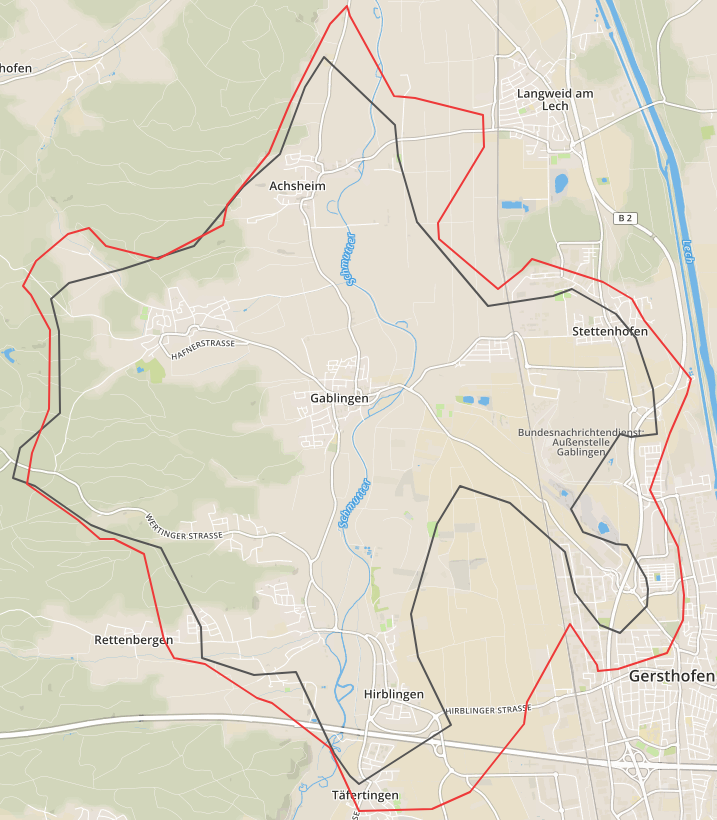 hofen
Langweid am
Lech
Achsheim
B 2
Lech
Schmutter
Stettenhofen
HAFNERSTRASSE
Gablingen
Bundesnachrichtendienst:
Außenstelle
Gablingen
Schmutter
WERTINGER STRASSE
Rettenbergen
Gersthofen
Hirblingen
HIRBLINGER STRASSE
Täfertingen
SSE